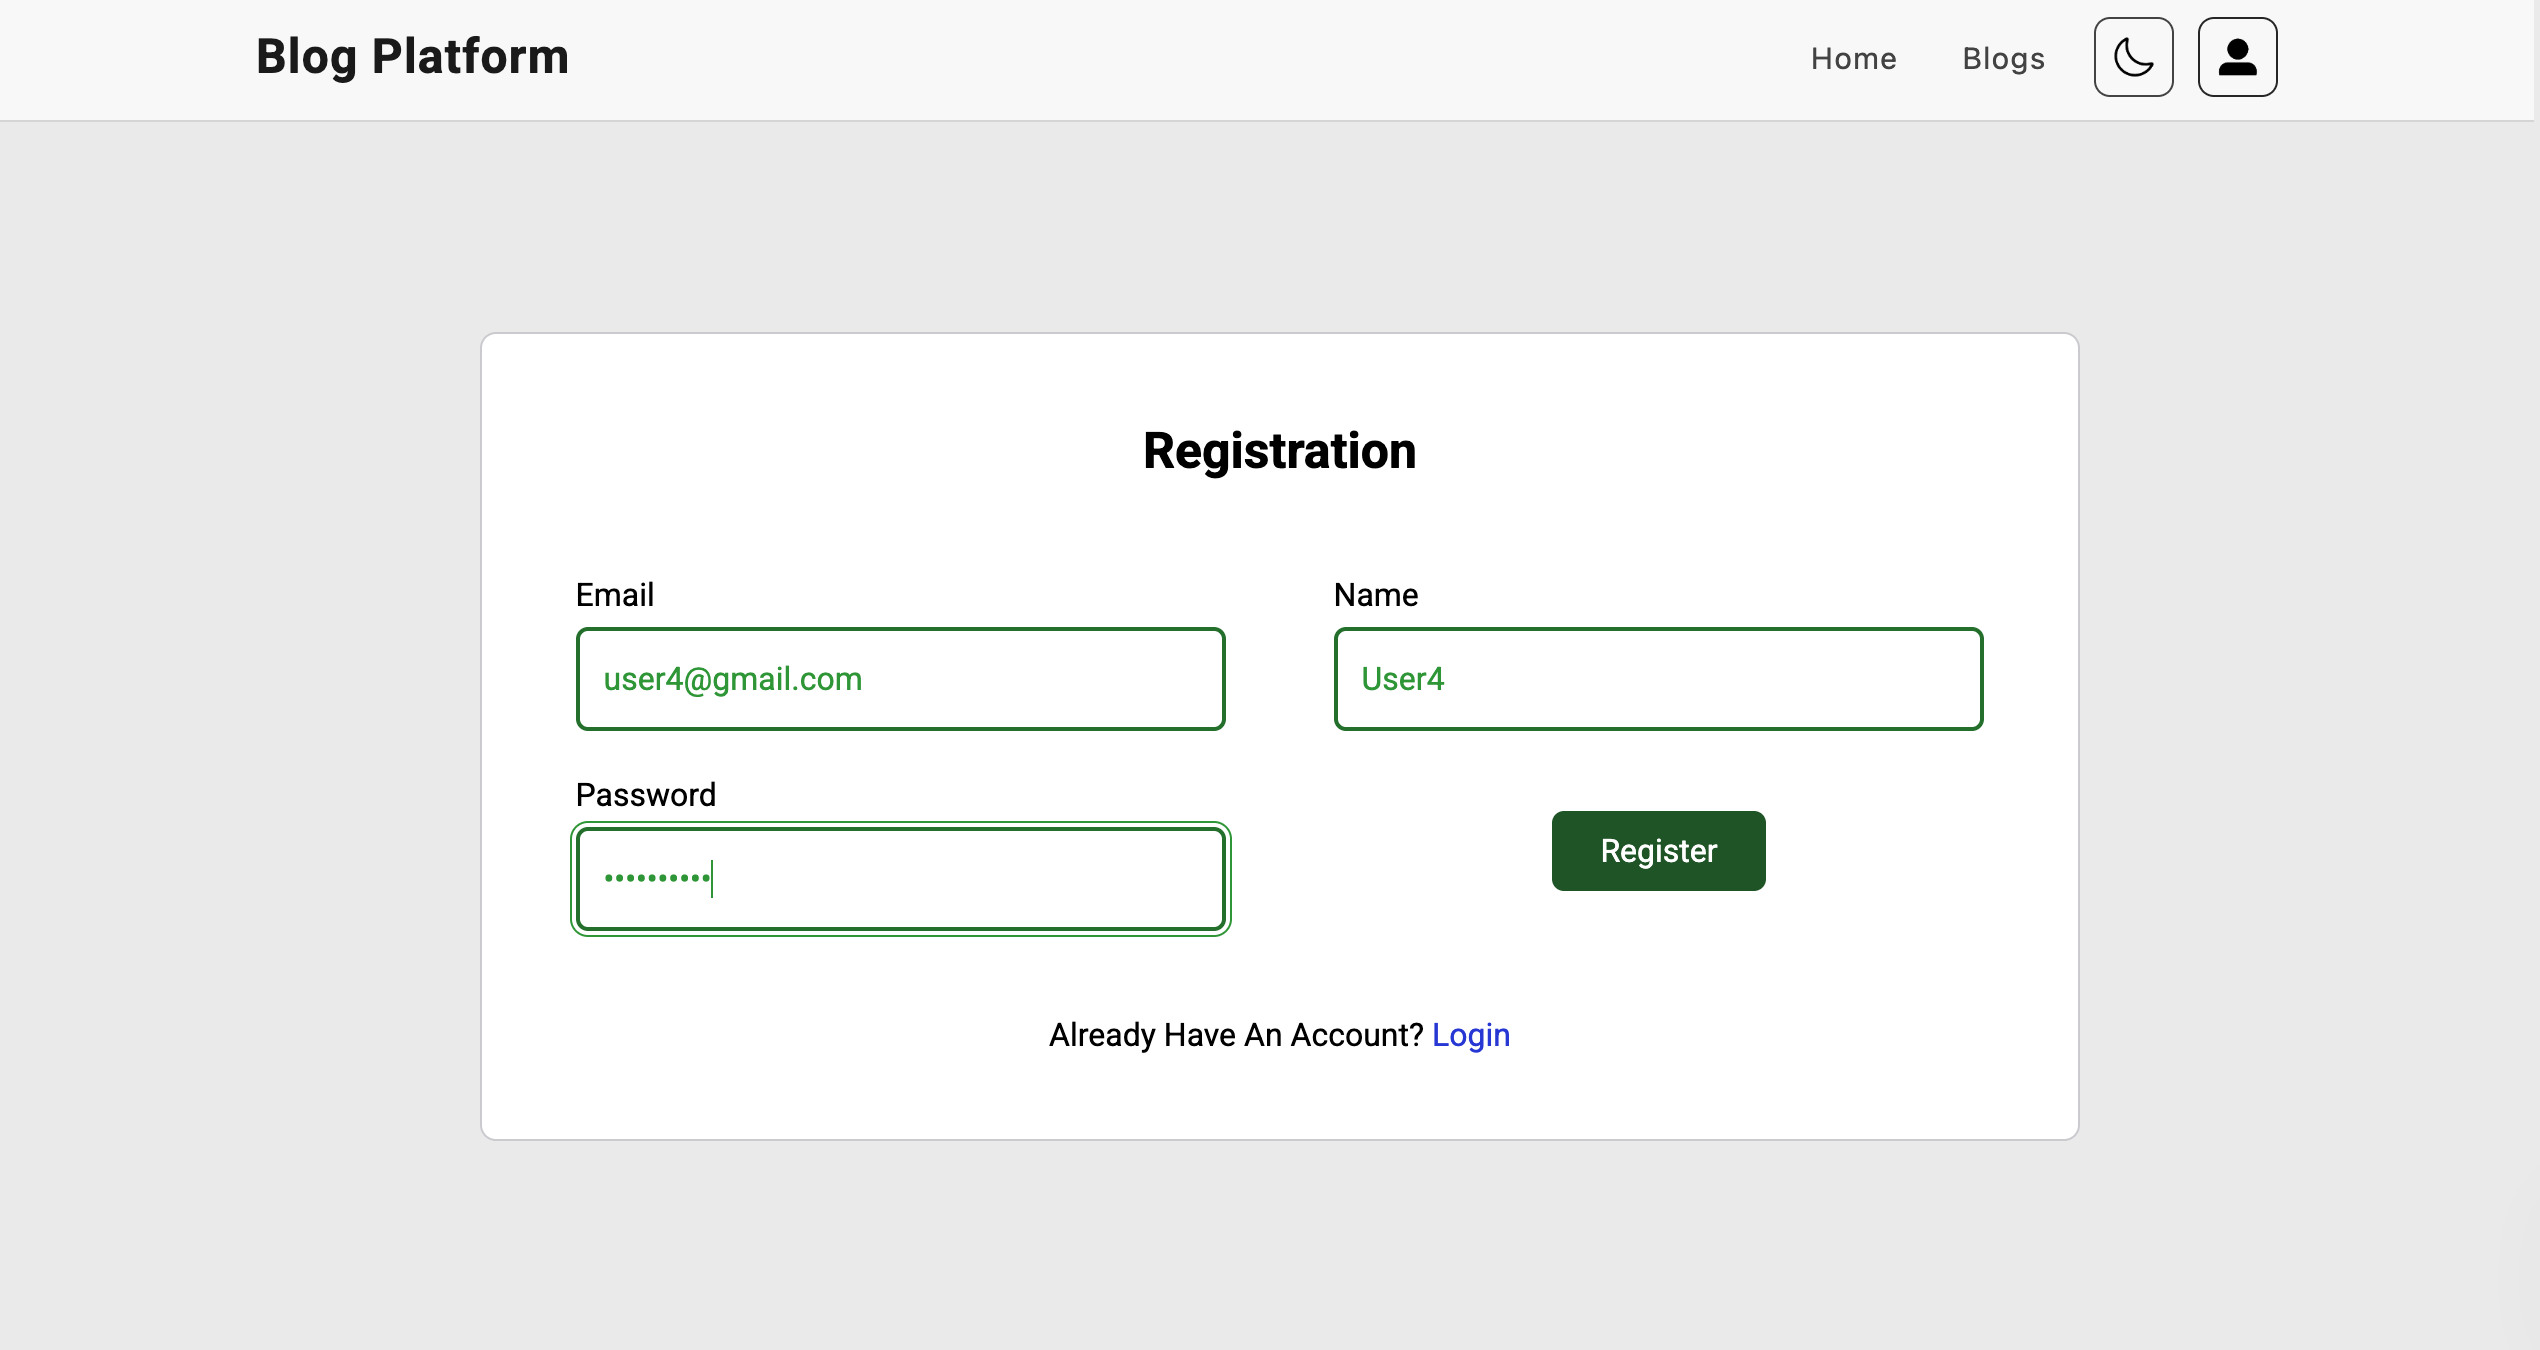 Blog Platform
Home
Blogs
Registration
Email
Name
user4@gmail.com
User4
Password
••••••••••
Register
Already Have An Account? Login